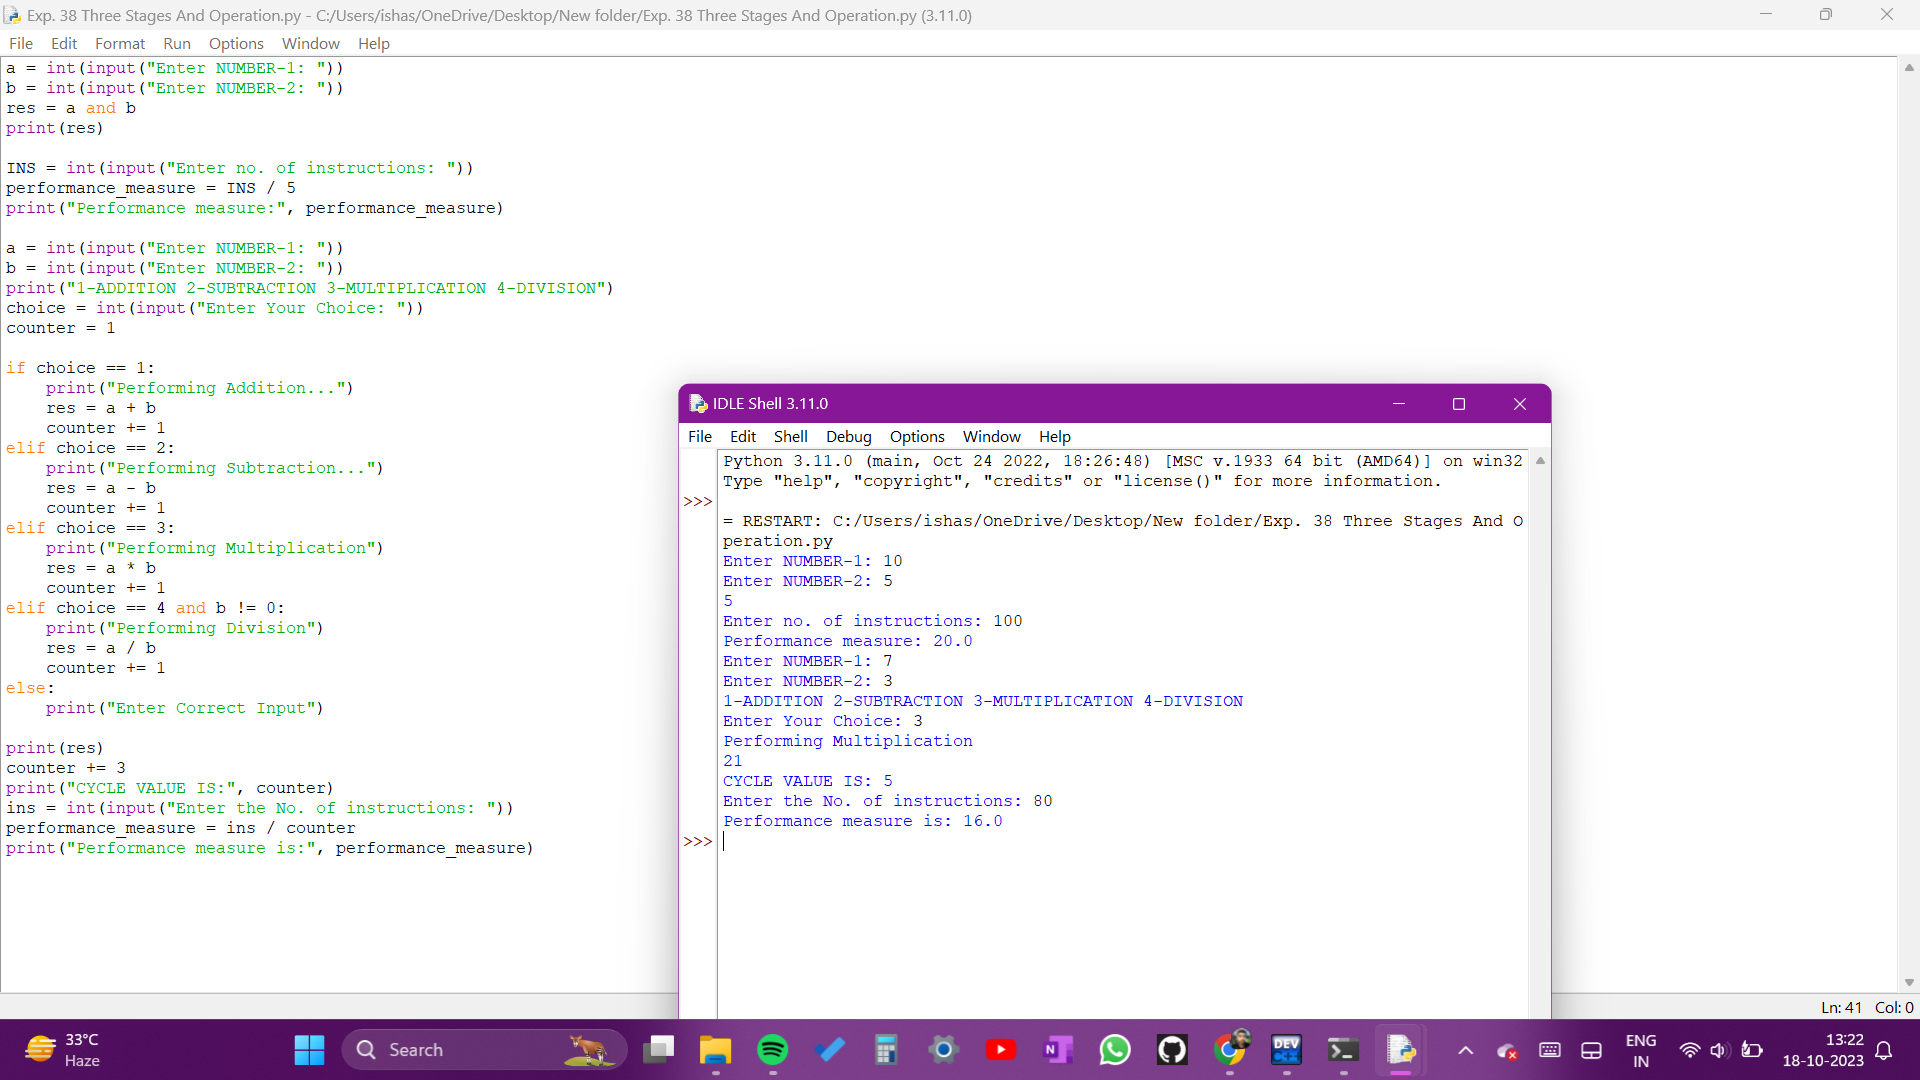 Exp. 38 Three Stages And Operation.py - C:/Users/ishas/OneDrive/Desktop/New folder/Exp. 38 Three Stages And Operation.py (3.11.0)
File Edit Format Run Options Window Help
a = int(input("Enter NUMBER-1: "))
b = int(input("Enter NUMBER-2: "))
res = a and b
print(res)
INS = int(input("Enter no. of instructions: "))
performance_measure = INS / 5
print("Performance measure:", performance_measure)
a = int(input("Enter NUMBER-1: "))
b = int(input("Enter NUMBER-2: "))
print("1-ADDITION 2-SUBTRACTION 3-MULTIPLICATION 4-DIVISION")
choice = int(input("Enter Your Choice: "))
counter = 1
if choice == 1:
    print("Performing Addition...")
    res = a + b
    counter += 1
elif choice == 2:
    print("Performing Subtraction...")
    res = a - b
    counter += 1
elif choice == 3:
    print("Performing Multiplication")
    res = a * b
    counter += 1
elif choice == 4 and b != 0:
    print("Performing Division")
    res = a / b
    counter += 1
else:
    print("Enter Correct Input")
print(res)
counter += 3
print("CYCLE VALUE IS:", counter)
ins = int(input("Enter the No. of instructions: "))
performance_measure = ins / counter
print("Performance measure is:", performance_measure)
IDLE Shell 3.11.0
File Edit Shell Debug Options Window Help
Python 3.11.0 (main, Oct 24 2022, 18:26:48) [MSC v.1933 64 bit (AMD64)] on win32
Type "help", "copyright", "credits" or "license()" for more information.
>>>
= RESTART: C:/Users/ishas/OneDrive/Desktop/New folder/Exp. 38 Three Stages And O
peration.py
Enter NUMBER-1: 10
Enter NUMBER-2: 5
5
Enter no. of instructions: 100
Performance measure: 20.0
Enter NUMBER-1: 7
Enter NUMBER-2: 3
1-ADDITION 2-SUBTRACTION 3-MULTIPLICATION 4-DIVISION
Enter Your Choice: 3
Performing Multiplication
21
CYCLE VALUE IS: 5
Enter the No. of instructions: 80
Performance measure is: 16.0
>>>
Ln: 41 Col: 0
33°C
Haze
Search
DEV
C++
ENG
IN
13:22
18-10-2023